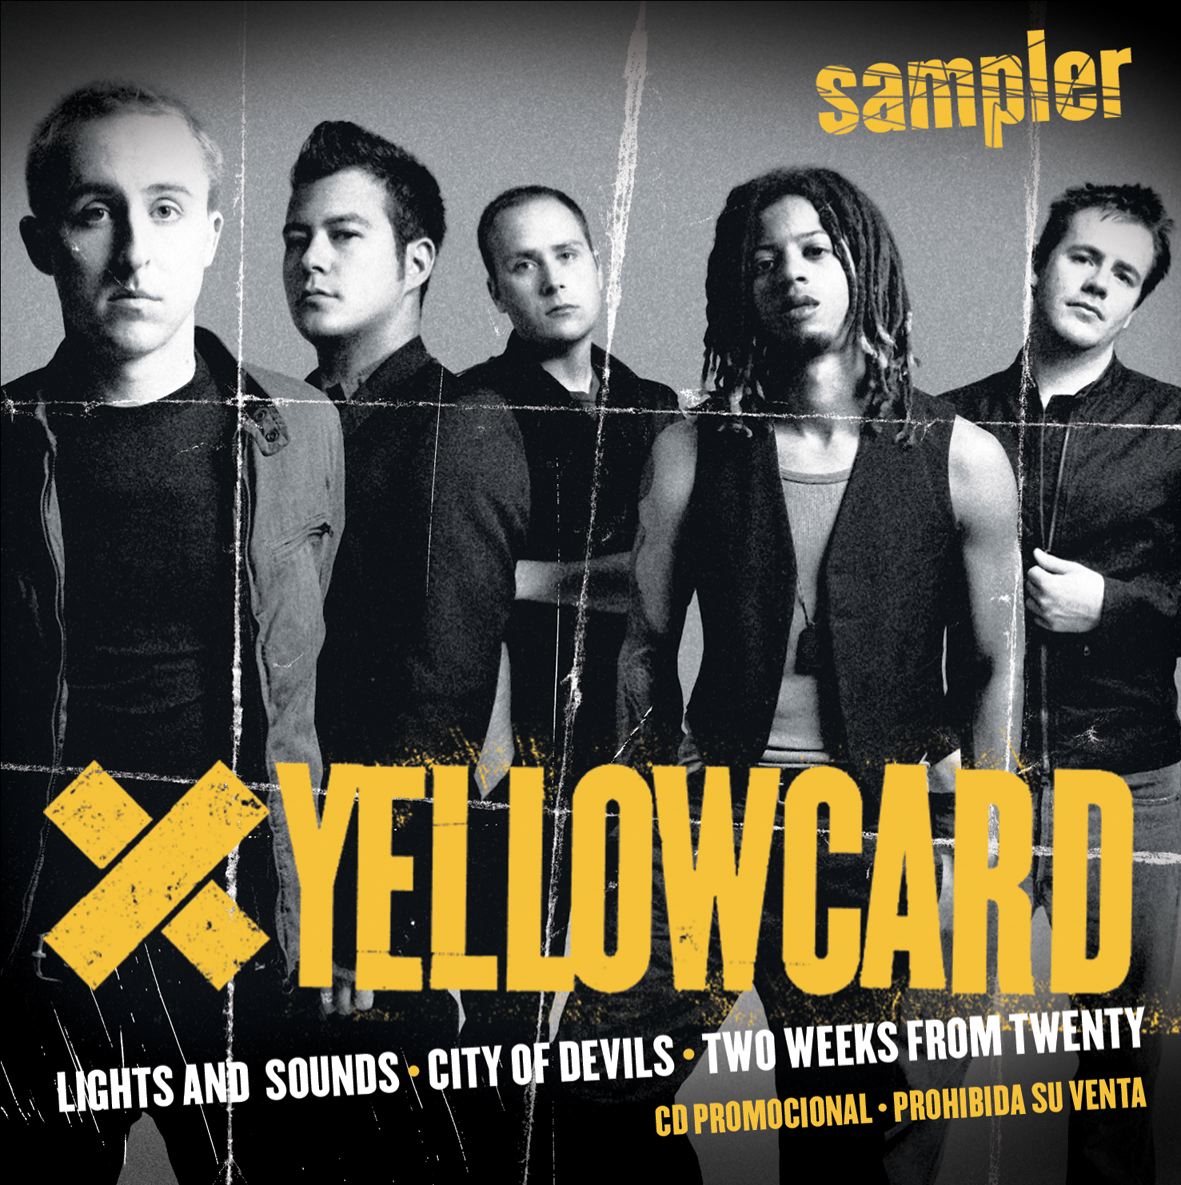 sampler
YELLOWCARD
LIGHTS AND SOUNDS • CITY OF DEVILS • TWO WEEKS FROM TWENTY
CD PROMOCIONAL • PROHIBIDA SU VENTA